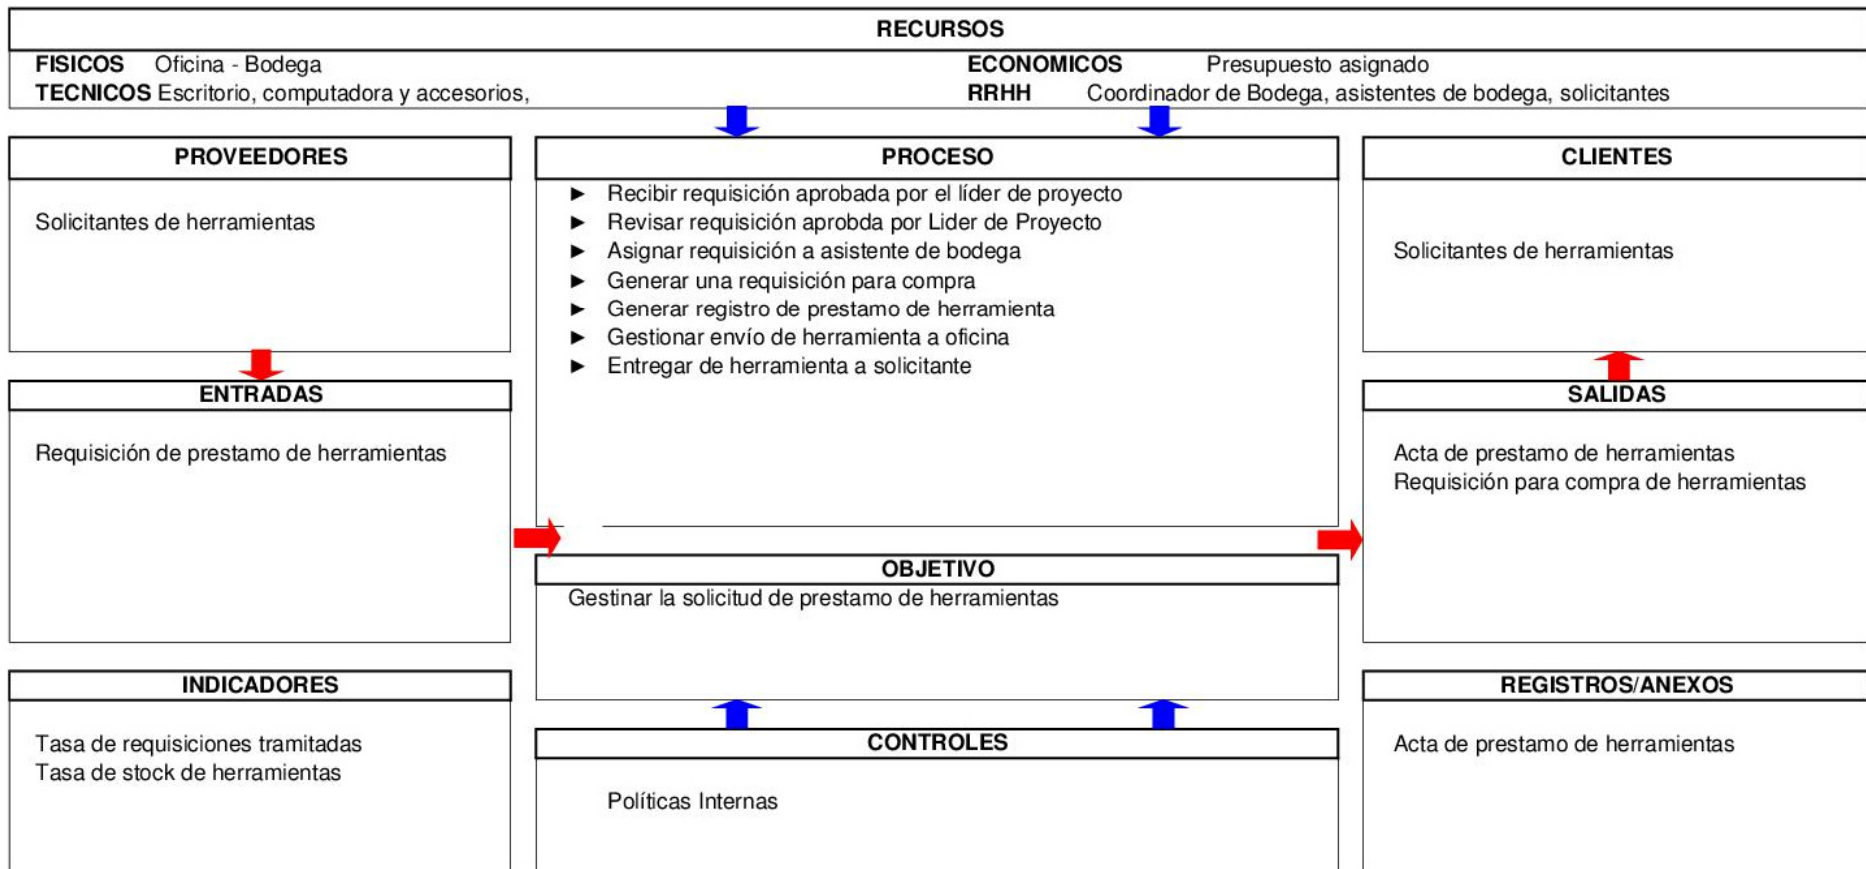 RECURSOS
FISICOS Oficina - Bodega
TECNICOS Escritorio, computadora y accesorios,
ECONOMICOS Presupuesto asignado
RRHH Coordinador de Bodega, asistentes de bodega, solicitantes
PROVEEDORES
Solicitantes de herramientas
ENTRADAS
Requisición de prestamo de herramientas
INDICADORES
Tasa de requisiciones tramitadas
Tasa de stock de herramientas
PROCESO
► Recibir requisición aprobada por el líder de proyecto
► Revisar requisición aprobda por Lider de Proyecto
► Asignar requisición a asistente de bodega
► Generar una requisición para compra
► Generar registro de prestamo de herramienta
► Gestionar envío de herramienta a oficina
► Entregar de herramienta a solicitante
OBJETIVO
Gestinar la solicitud de prestamo de herramientas
CONTROLES
Políticas Internas
CLIENTES
Solicitantes de herramientas
SALIDAS
Acta de prestamo de herramientas
Requisición para compra de herramientas
REGISTROS/ANEXOS
Acta de prestamo de herramientas